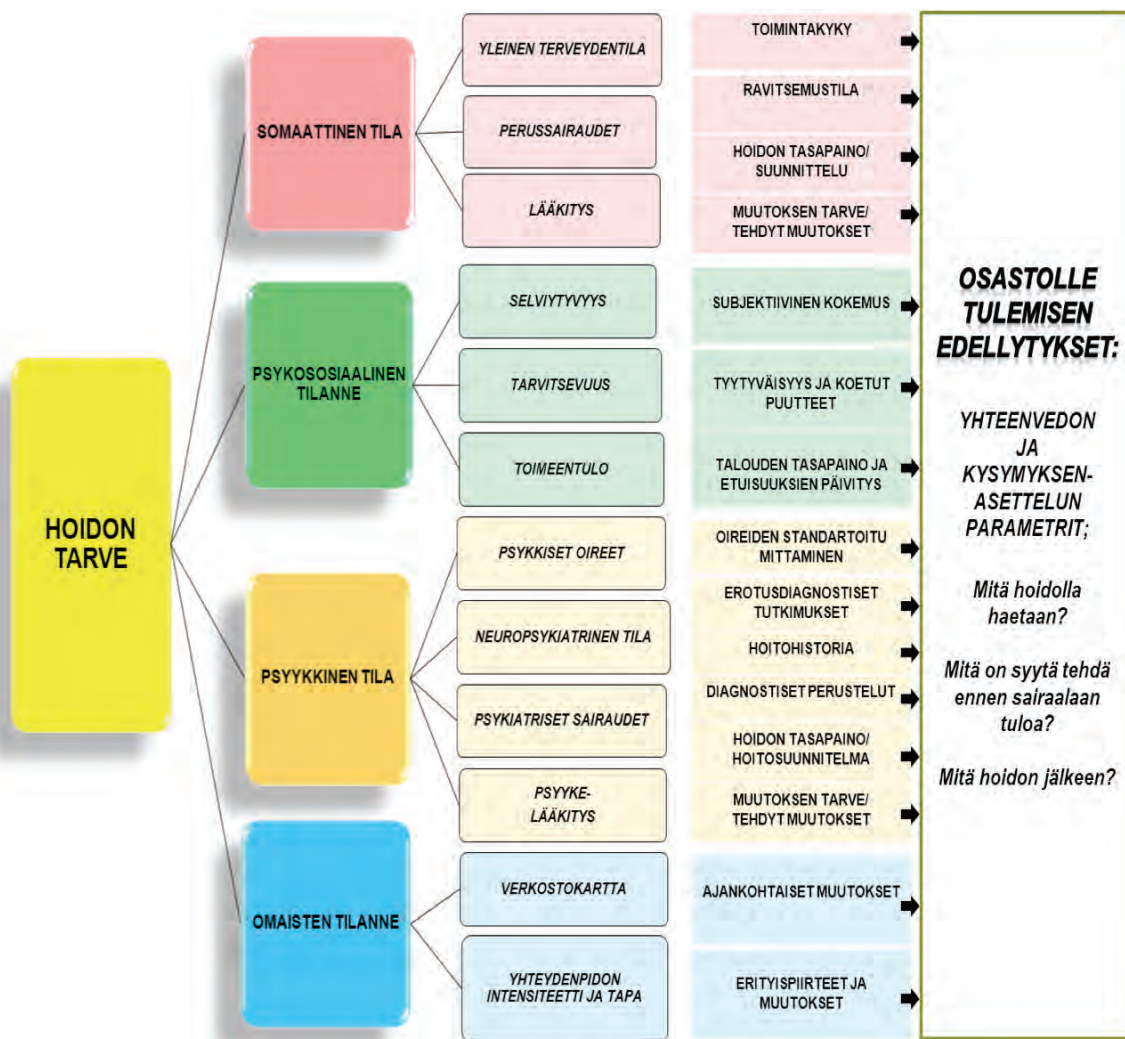 HOIDON
TARVE
SOMAATTINEN TILA
YLEINEN TERVEYDENTILA
PERUSSAIRAUDET
LÄÄKITYS
TOIMINTAKYKY
RAVITSEMUSTILA
HOIDON TASAPAINO/
SUUNNITTELU
MUUTOKSEN TARVE/
TEHDYT MUUTOKSET
PSYKOSOSIAALINEN
TILANNE
SELVIYTYVYYS
TARVITSEVUUS
TOIMEENTULO
SUBJEKTIIVINEN KOKEMUS
TYYTYVÄISYYS JA KOETUT
PUUTTEET
TALOUDEN TASAPAINO JA
ETUISUUKSIEN PÄIVITYS
PSYYKKINEN TILA
PSYKKISET OIREET
NEUROPSYKIATRINEN TILA
PSYKIATRISET SAIRAUDET
PSYYKE-
LÄÄKITYS
OIREIDEN STANDARTOITU
MITTAMINEN
EROTUSDIAGNOSTISET
TUTKIMUKSET
HOITOHISTORIA
DIAGNOSTISET PERUSTELUT
HOIDON TASAPAINO/
HOITOSUUNNITELMA
MUUTOKSEN TARVE/
TEHDYT MUUTOKSET
OMAISTEN TILANNE
VERKOSTOKARTTA
YHTEYDENPIDON
INTENSITEETTI JA TAPA
AJANKOHTAISET MUUTOKSET
ERITYISPIIRTEET JA
MUUTOKSET
OSASTOLLE
TULEMISEN
EDELLYTYKSET:
YHTEENVEDON
JA
KYSYMYKSEN-
ASETTELUN
PARAMETRIT;
Mitä hoidolla
haetaan?
Mitä on syytä tehdä
ennen sairaalaan
tuloa?
Mitä hoidon jälkeen?